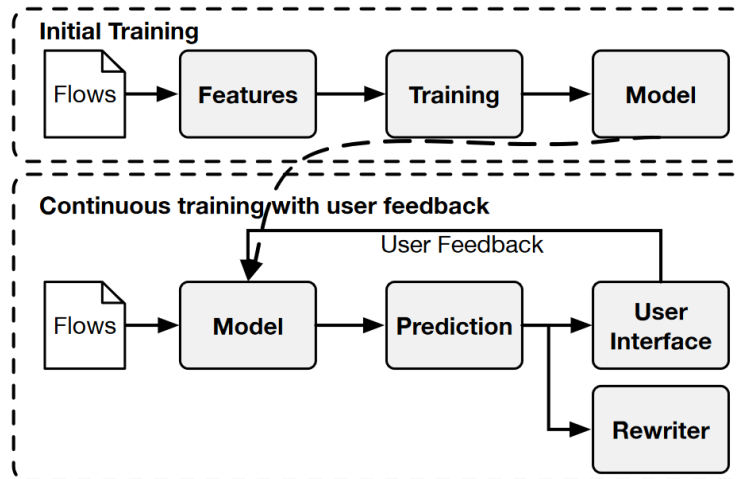 Initial Training
Flows
Features
Training
Model
Continuous training with user feedback
User Feedback
Flows
Model
Prediction
User
Interface
Rewriter